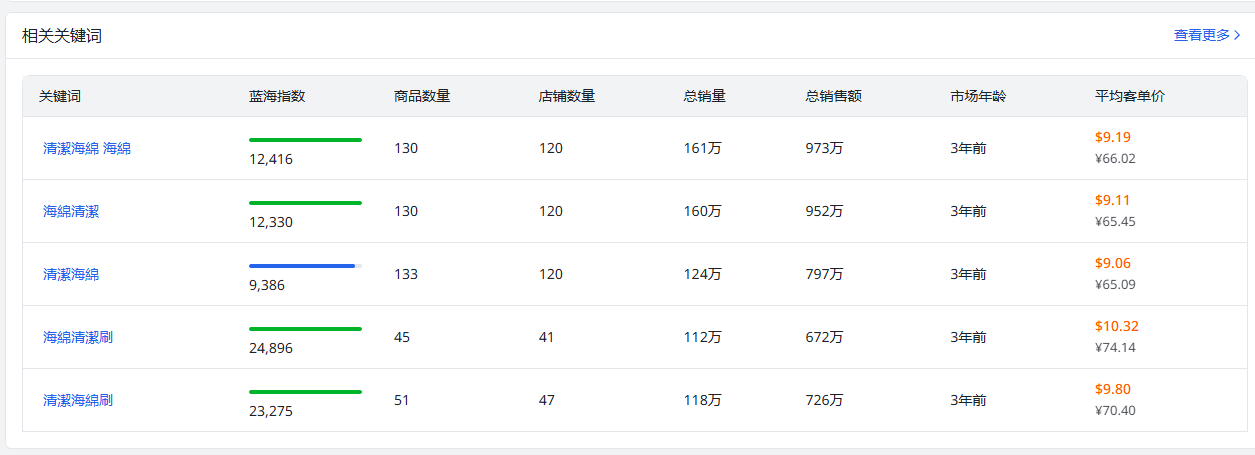 相关关键词
查看更多 >
关键词 蓝海指数 商品数量 店铺数量 总销量 总销售额 市场年龄 平均客单价
清潔海綿 海綿 12,416 130 120 161万 973万 3年前 $9.19
¥66.02
海綿清潔 12,330 130 120 160万 952万 3年前 $9.11
¥65.45
清潔海綿 9,386 133 120 124万 797万 3年前 $9.06
¥65.09
海綿清潔刷 24,896 45 41 112万 672万 3年前 $10.32
¥74.14
清潔海綿刷 23,275 51 47 118万 726万 3年前 $9.80
¥70.40